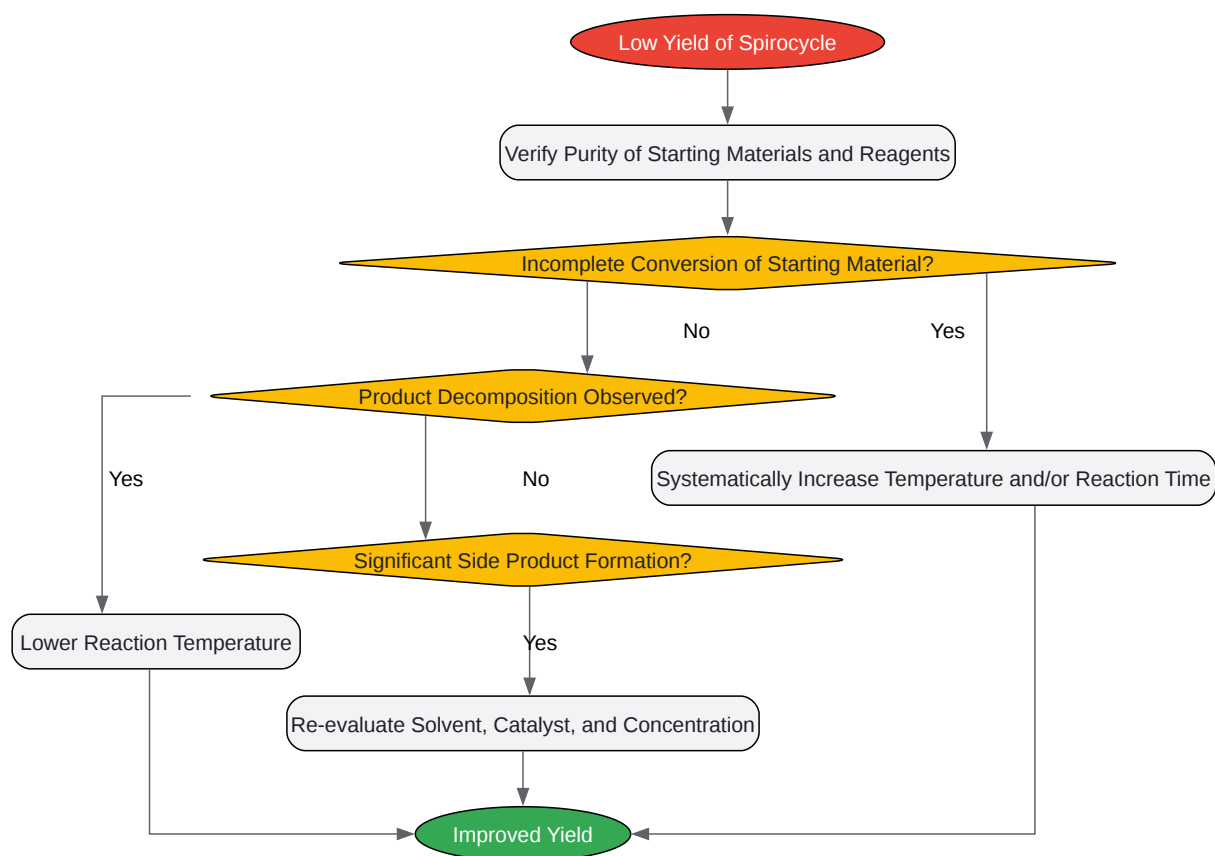 Low Yield of Spirocycle
Verify Purity of Starting Materials and Reagents
Incomplete Conversion of Starting Material?
No
Yes
Product Decomposition Observed?
Yes
No
Systematically Increase Temperature and/or Reaction Time
Significant Side Product Formation?
Lower Reaction Temperature
Yes
Re-evaluate Solvent, Catalyst, and Concentration
Improved Yield